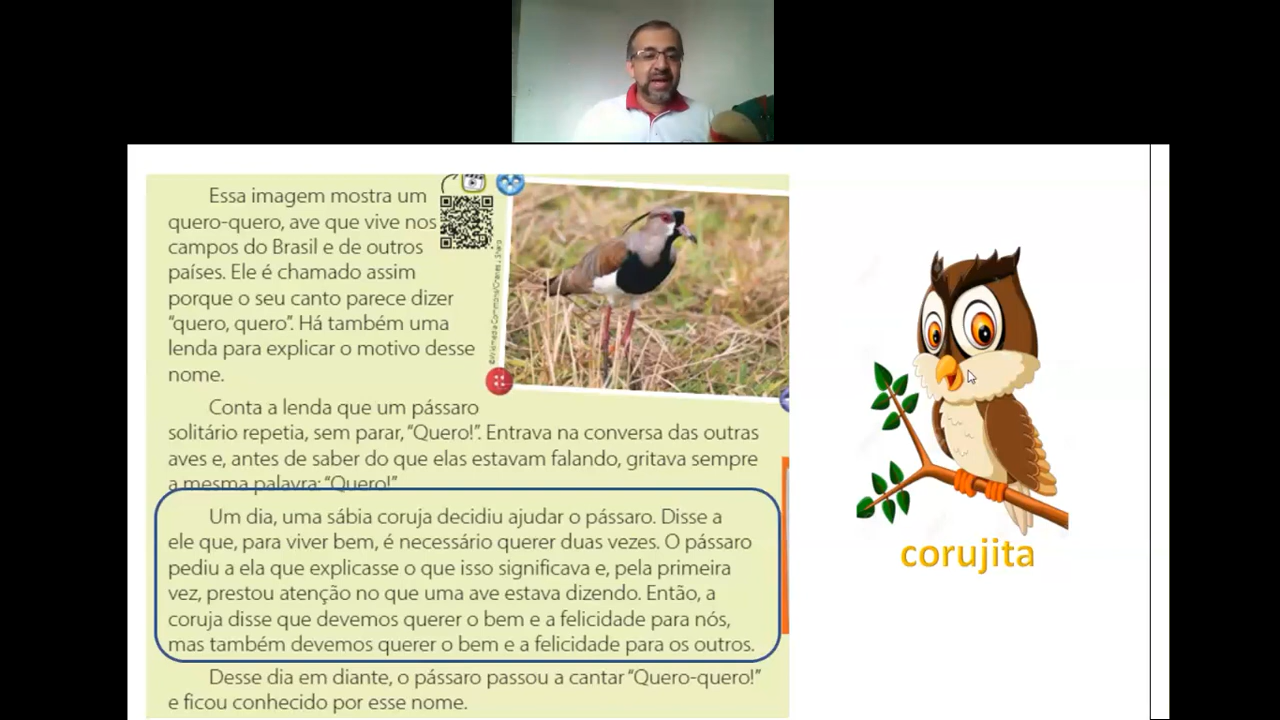 Essa imagem mostra um
quero-quero, ave que vive nos
campos do Brasil e de outros
países. Ele é chamado assim
porque o seu canto parece dizer
“quero, quero”. Há também uma
lenda para explicar o motivo desse
nome.
Conta a lenda que um pássaro
solitário repetia, sem parar, “Quero!”. Entrava na conversa das outras
aves e, antes de saber do que elas estavam falando, gritava sempre
a mesma palavra: “Quero!”
Um dia, uma sábia coruja decidiu ajudar o pássaro. Disse a
ele que, para viver bem, é necessário querer duas vezes. O pássaro
pediu a ela que explicasse o que isso significava e, pela primeira
vez, prestou atenção no que uma ave estava dizendo. Então, a
coruja disse que devemos querer o bem e a felicidade para nós,
mas também devemos querer o bem e a felicidade para os outros.
Desse dia em diante, o pássaro passou a cantar “Quero-quero!”
e ficou conhecido por esse nome.
corujita